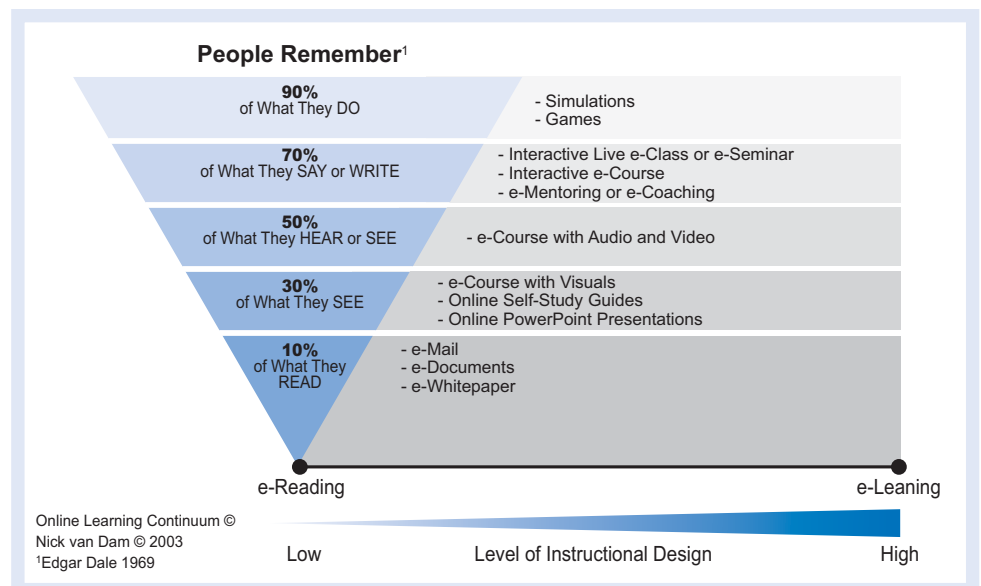 People Remember¹
90%
of What They DO
- Simulations
- Games
70%
of What They SAY or WRITE
- Interactive Live e-Class or e-Seminar
- Interactive e-Course
- e-Mentoring or e-Coaching
50%
of What They HEAR or SEE
- e-Course with Audio and Video
30%
of What They SEE
- e-Course with Visuals
- Online Self-Study Guides
- Online PowerPoint Presentations
10%
of What They
READ
- e-Mail
- e-Documents
- e-Whitepaper
e-Reading
e-Leaning
Online Learning Continuum ©
Nick van Dam © 2003
¹Edgar Dale 1969
Low
Level of Instructional Design
High